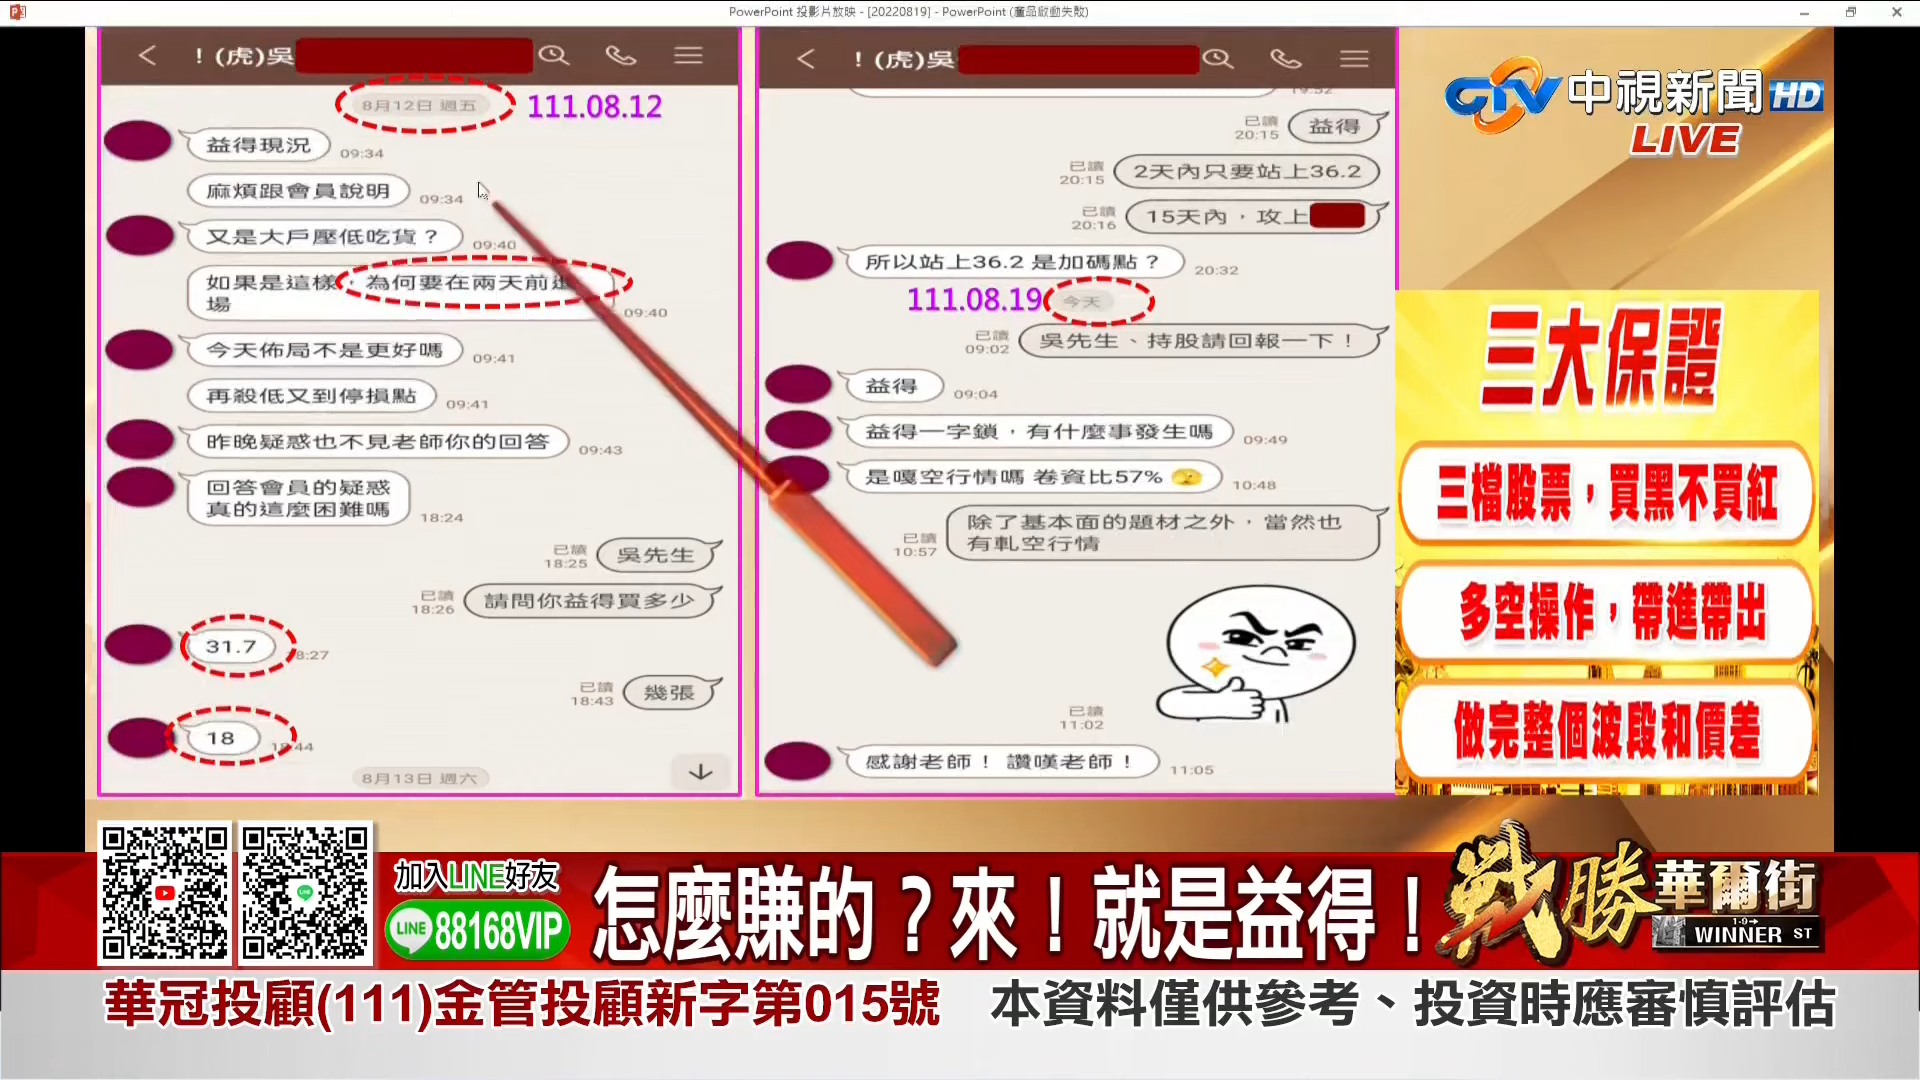 PowerPoint 投影片放映 - [20220819] - PowerPoint (產品啟動失敗)
！(虎)吳
8月12日 週五
111.08.12
益得現況
09:34
麻煩跟會員說明
09:34
又是大戶壓低吃貨？
09:40
如果是這樣，為何要在兩天前進
場
09:40
今天佈局不是更好嗎
09:41
再殺低又到停損點
09:41
昨晚疑惑也不見老師你的回答
09:43
回答會員的疑惑
真的這麼困難嗎
18:24
已讀
18:25
吳先生
已讀
18:26
請問你益得買多少
31.7
18:27
已讀
18:43
幾張
18
18:44
8月13日 週六
！(虎)吳
19:52
已讀
20:15
益得
已讀
20:15
2天內只要站上36.2
已讀
20:16
15天內，攻上
所以站上36.2 是加碼點？
20:32
111.08.19
今天
已讀
09:02
吳先生、持股請回報一下！
益得
09:04
益得一字鎖，有什麼事發生嗎
09:49
是嘎空行情嗎 卷資比57%
10:48
已讀
10:57
除了基本面的題材之外，當然也
有軋空行情
已讀
11:02
感謝老師！ 讚嘆老師！
11:05
CTV 中視新聞 HD
LIVE
三大保證
三檔股票，買黑不買紅
多空操作，帶進帶出
做完整個波段和價差
加入LINE好友
LINE 88168VIP
怎麼賺的？來！就是益得！
戰勝 華爾街
WINNER ST
華冠投顧(111)金管投顧新字第015號
本資料僅供參考、投資時應審慎評估